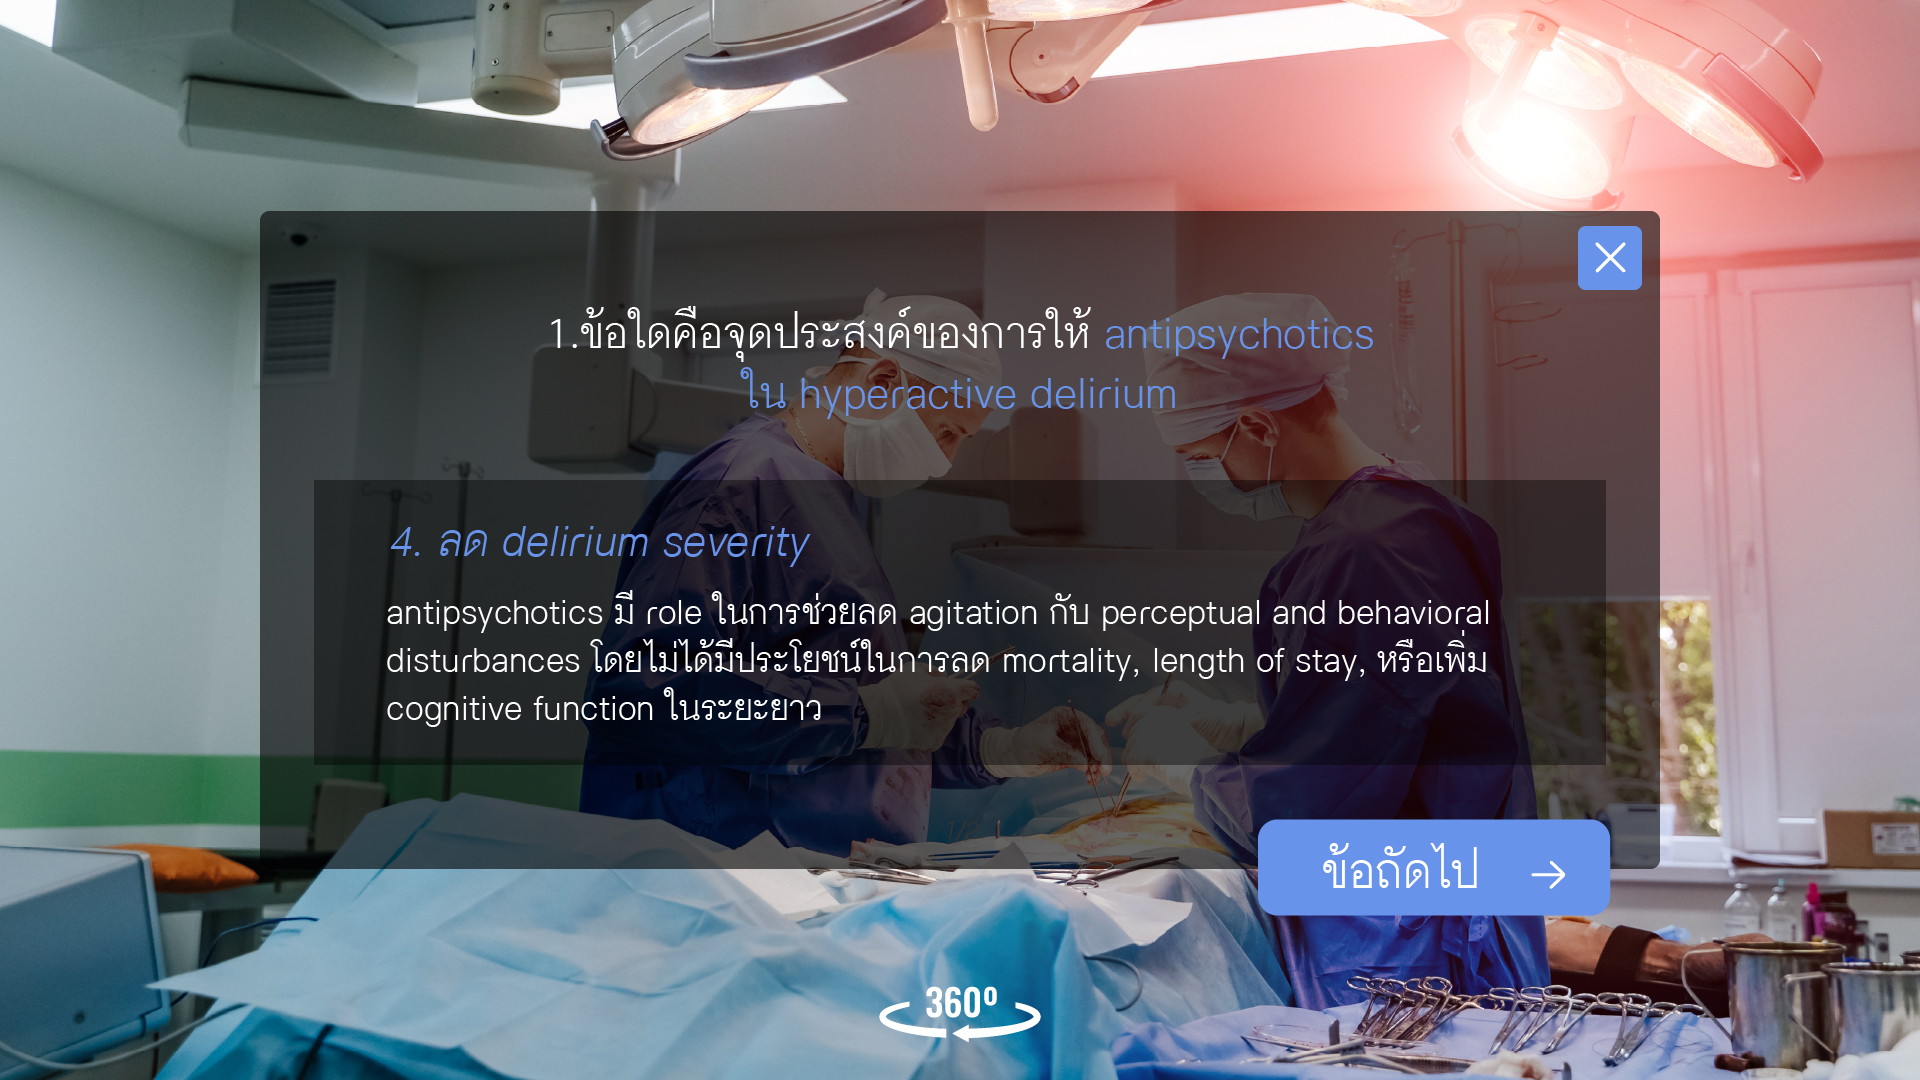 1.ข้อใดคือจุดประสงค์ของการให้ antipsychotics
ใน hyperactive delirium
4. ลด delirium severity
antipsychotics มี role ในการช่วยลด agitation กับ perceptual and behavioral
disturbances โดยไม่ได้มีประโยชน์ในการลด mortality, length of stay, หรือเพิ่ม
cognitive function ในระยะยาว
ข้อถัดไป
360º